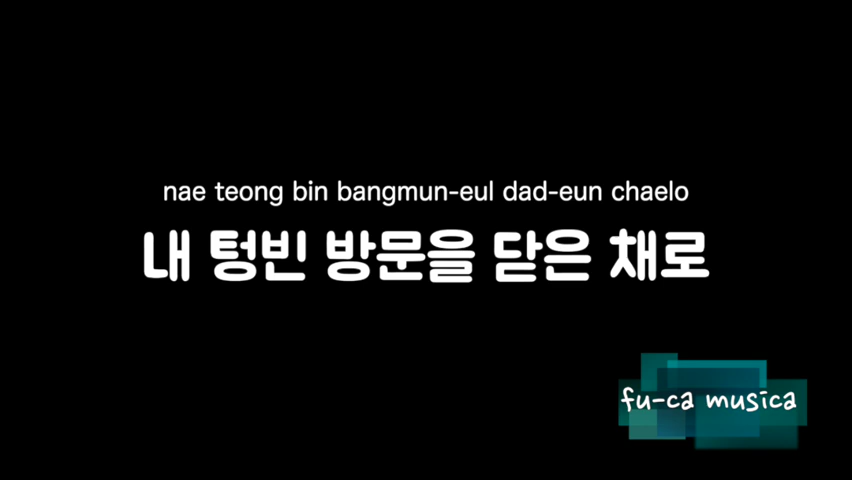 nae teong bin bangmun-eul dad-eun chaelo
내 텅빈 방문을 닫은 채로
fu-ca musica